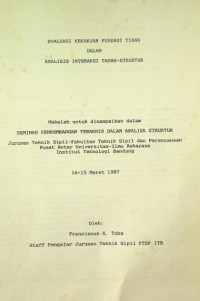 EVALUASI KEKAKUAN FUNDASI TIANG
DALAM
ANALISIS INTERAKSI TANAH-STRUKTUR
Makalah untuk disampaikan dalam
SEMINAR PERKEMBANGAN TERAKHIR DALAM ANALISA STRUKTUR
Jurusan Teknik Sipil-Fakultas Teknik Sipil dan Perencanaan
Pusat Antar Universitas-Ilmu Rekayasa
Institut Teknologi Bandung
14-15 Maret 1987
Oleh:
Franciscus X. Toha
Staff Pengajar Jurusan Teknik Sipil FTSP ITB